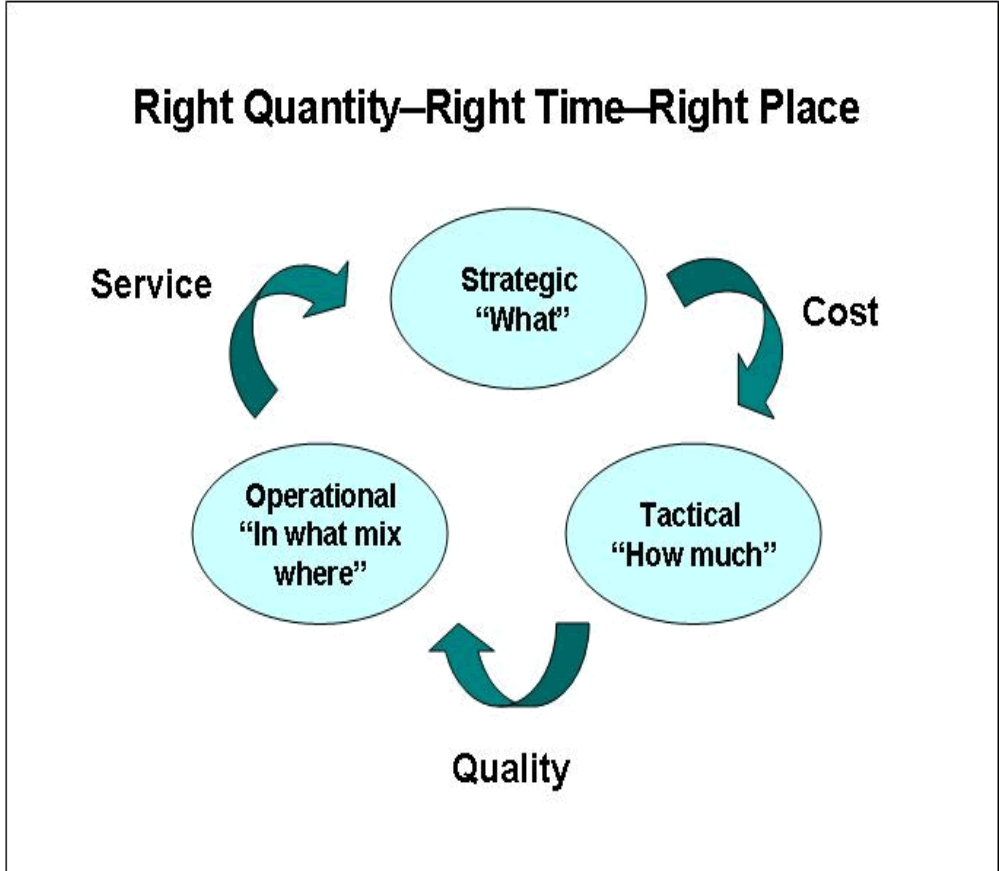 Right Quantity–Right Time–Right Place
Service
Strategic
“What”
Cost
Operational
“In what mix
where”
Tactical
“How much”
Quality